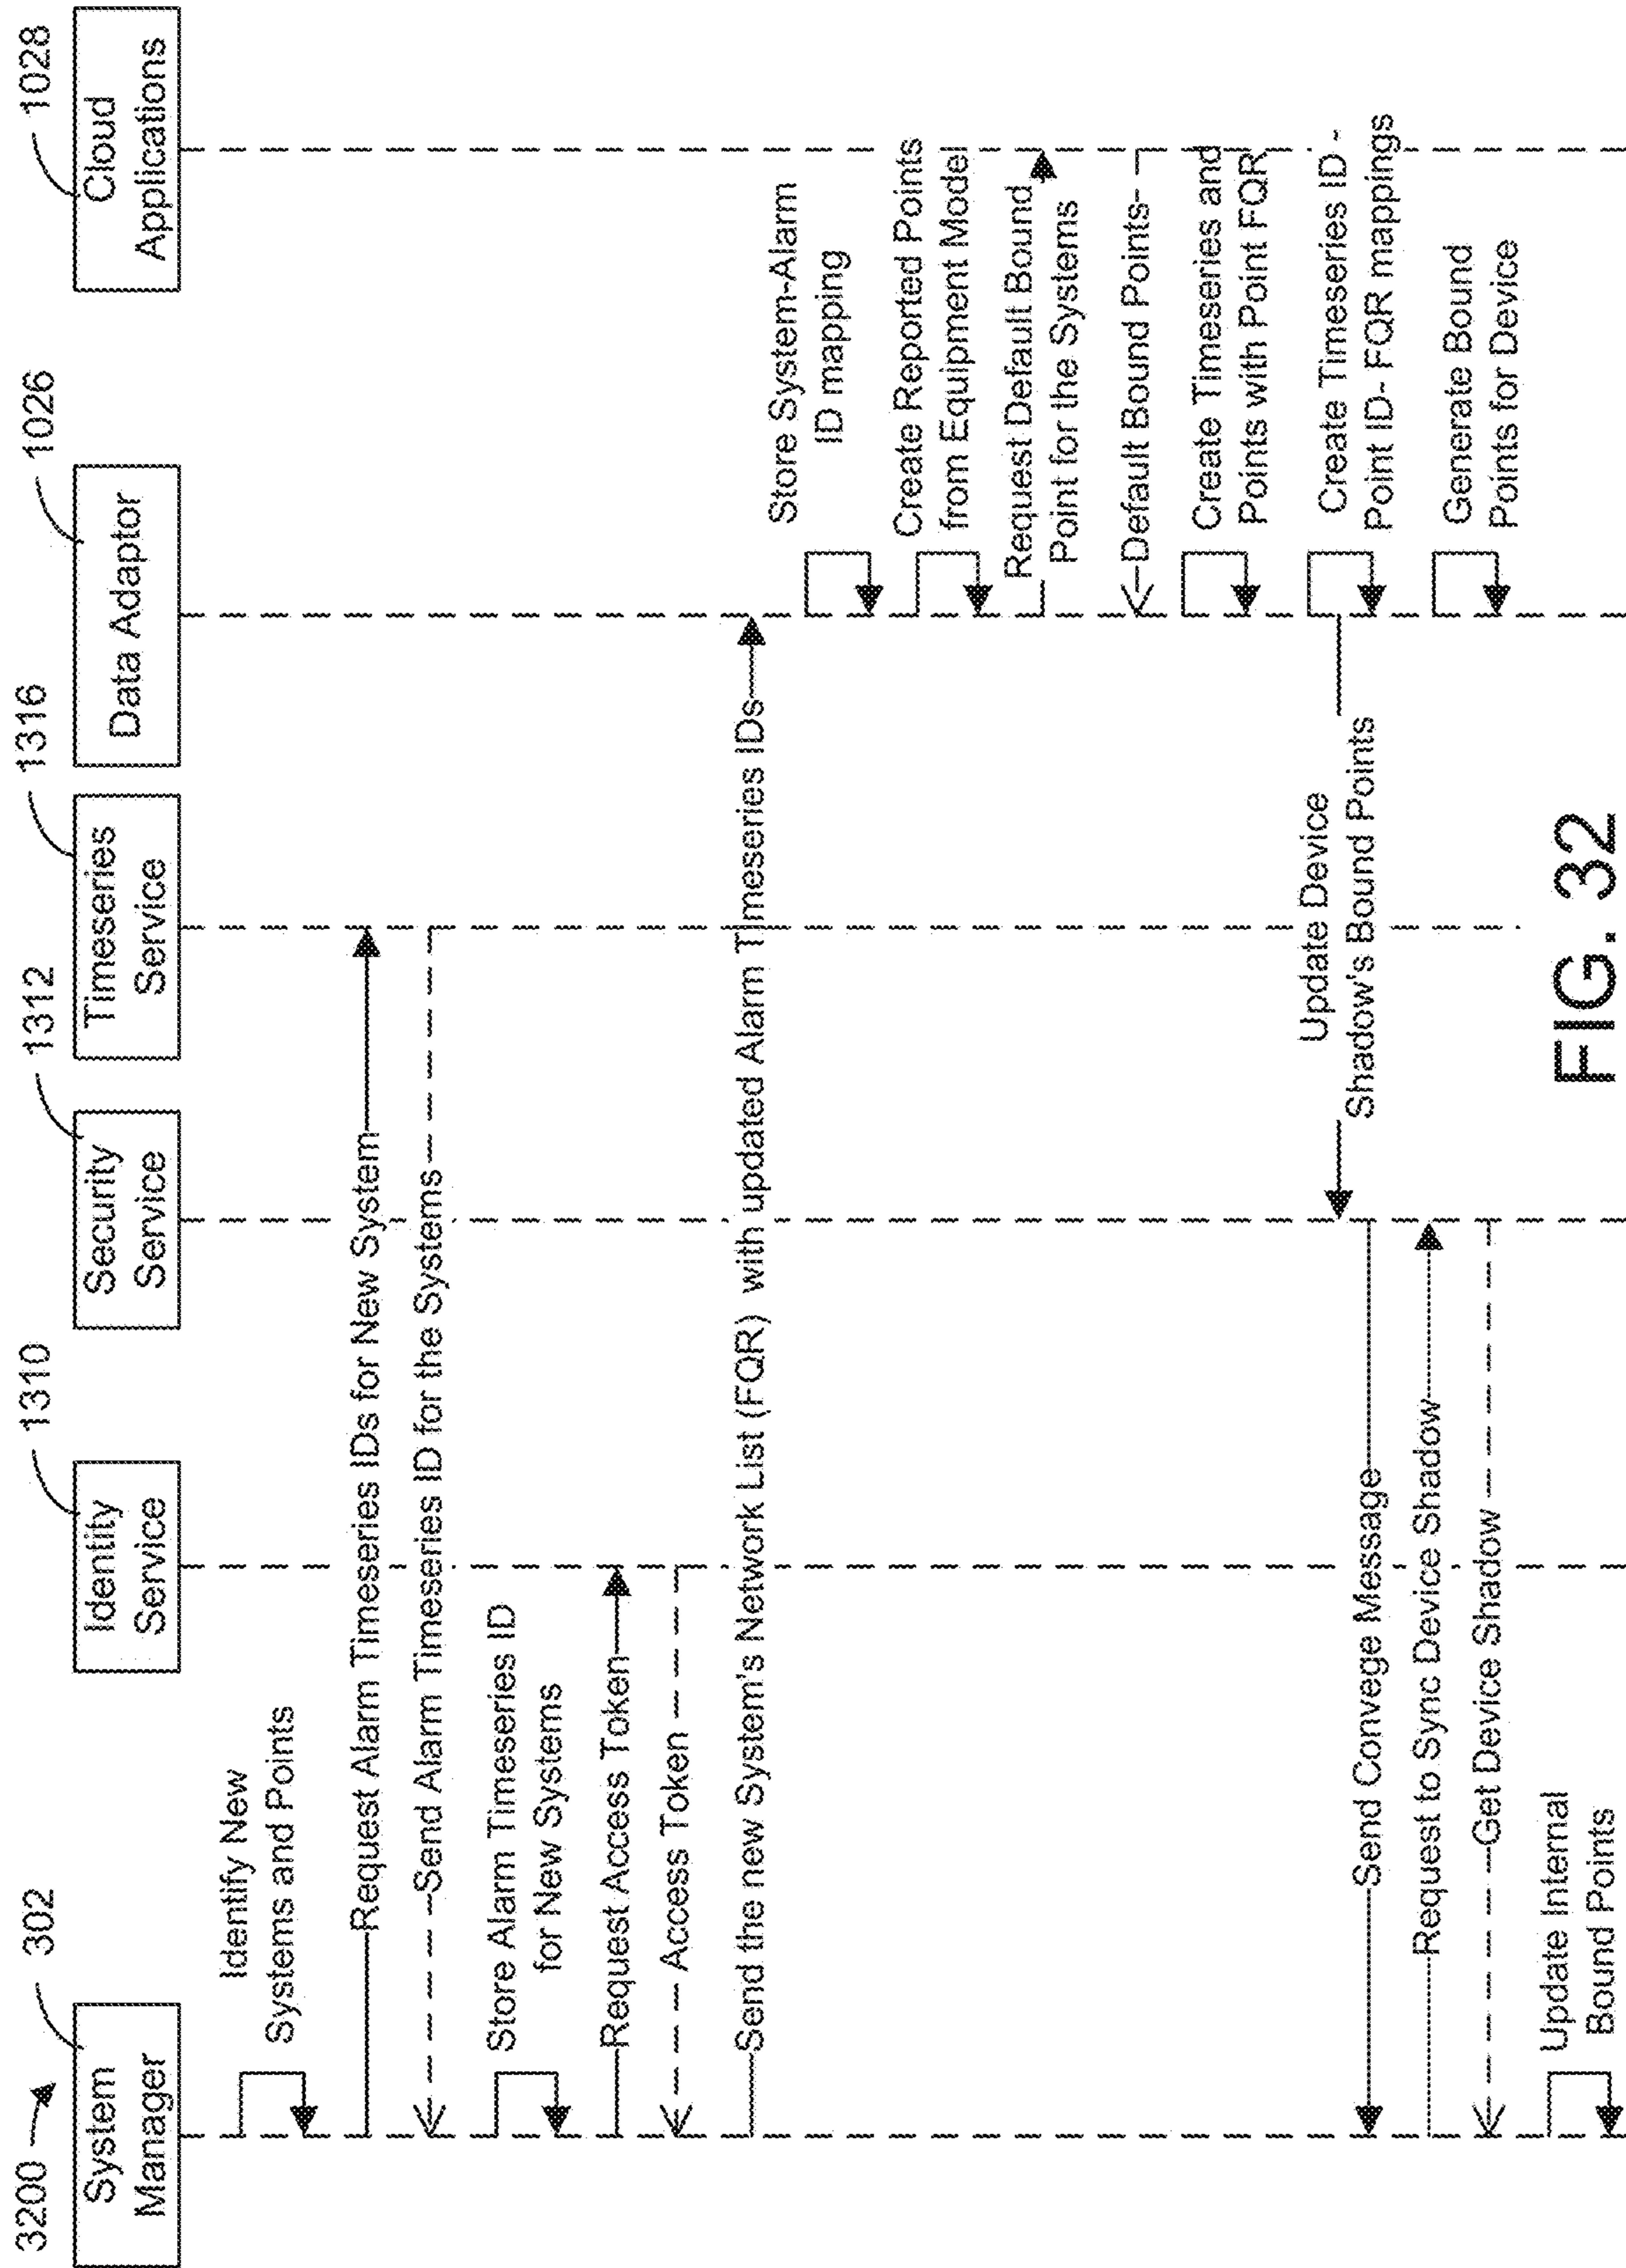 3200
302
1310
1312
1316
1026
1028
System
Manager
Identity
Service
Security
Service
Timeseries
Service
Data Adaptor
Cloud
Applications
Identify New
Systems and Points
Request Alarm Timeseries IDs for New System
Send Alarm Timeseries ID for the Systems
Store Alarm Timeseries ID
for New Systems
Request Access Token
Access Token
Send the new System's Network List (FQR) with updated Alarm Timeseries IDs
Store System-Alarm
ID mapping
Create Reported Points
from Equipment Model
Request Default Bound
Point for the Systems
Default Bound Points
Create Timeseries and
Points with Point FQR
Update Device
Shadow's Bound Points
Create Timeseries ID -
Point ID- FQR mappings
Send Convege Message
Request to Sync Device Shadow
Generate Bound
Points for Device
Get Device Shadow
Update Internal
Bound Points
FIG. 32